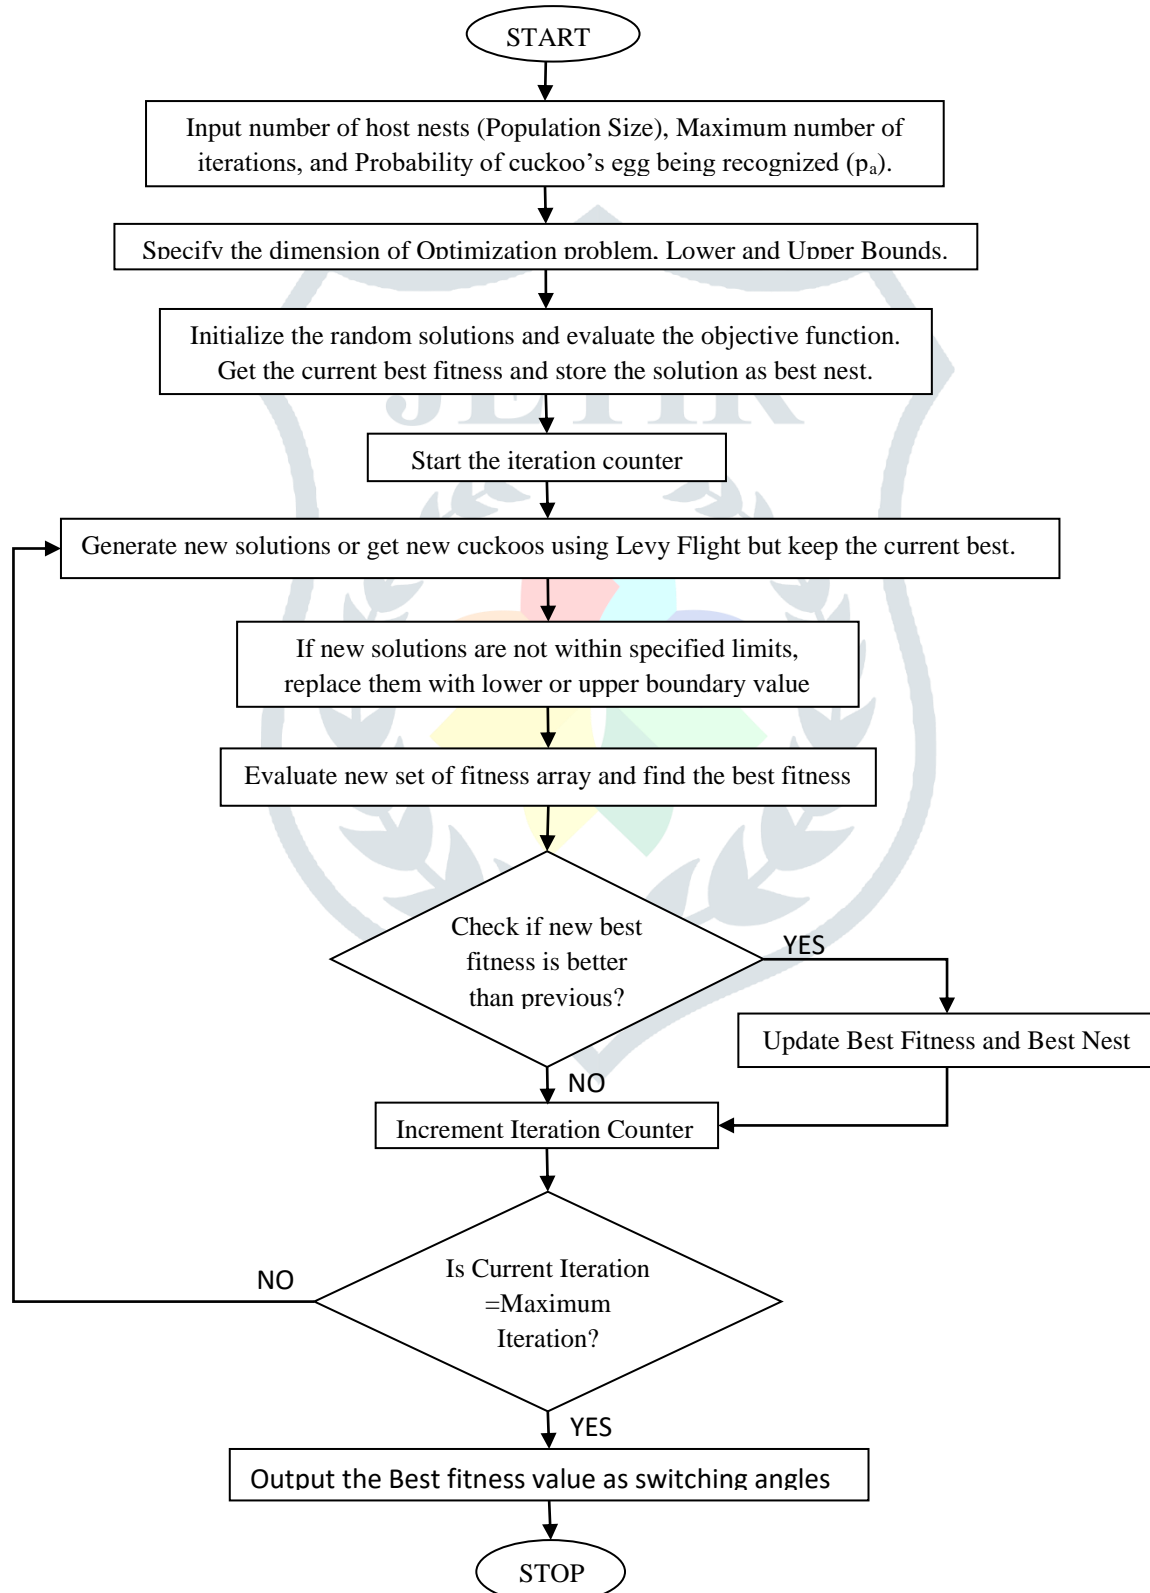 START
Input number of host nests (Population Size), Maximum number of
iterations, and Probability of cuckoo's egg being recognized (pa).
Specify the dimension of Optimization problem, Lower and Upper Bounds.
Initialize the random solutions and evaluate the objective function.
Get the current best fitness and store the solution as best nest.
JETIR
Start the iteration counter
Generate new solutions or get new cuckoos using Levy Flight but keep the current best.
If new solutions are not within specified limits,
replace them with lower or upper boundary value
Evaluate new set of fitness array and find the best fitness
Check if new best
fitness is better
than previous?
YES
Update Best Fitness and Best Nest
NO
Increment Iteration Counter
Is Current Iteration
=Maximum
Iteration?
NO
YES
Output the Best fitness value as switching angles
STOP